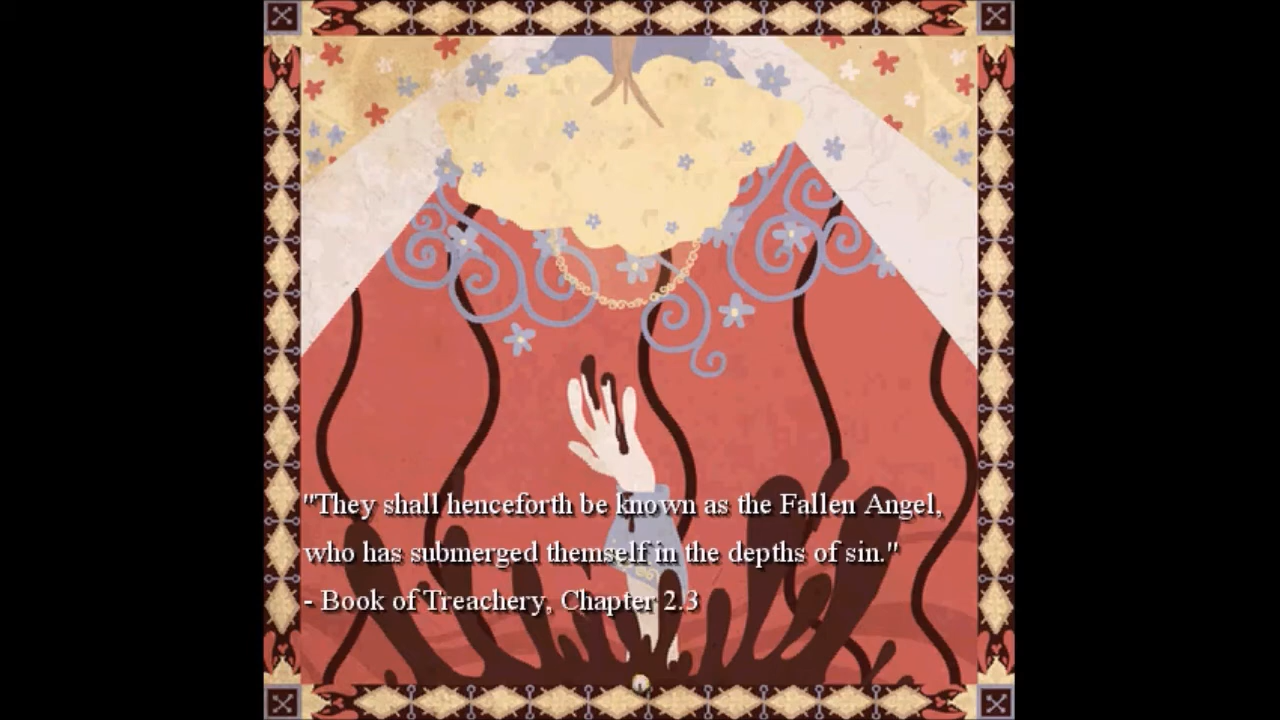 "They shall henceforth be known as the Fallen Angel,
who has submerged themself in the depths of sin."
- Book of Treachery, Chapter 2.3